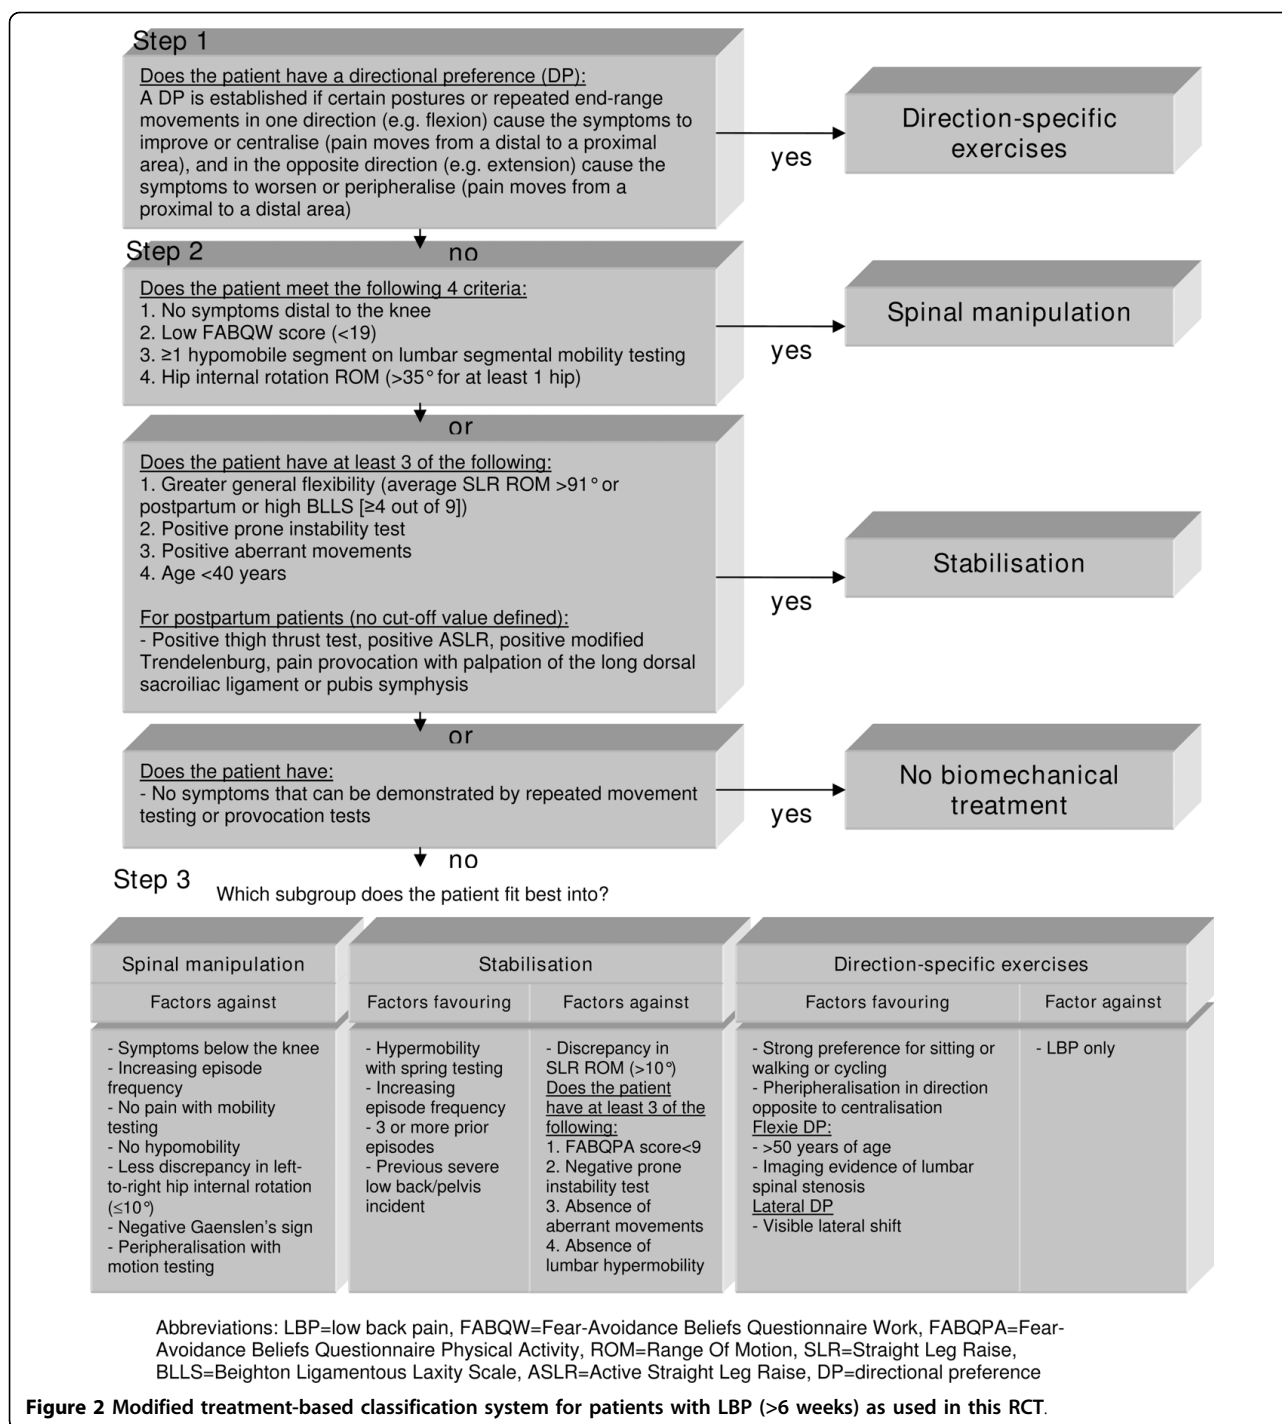 Step 1
Does the patient have a directional preference (DP):
A DP is established if certain postures or repeated end-range
movements in one direction (e.g. flexion) cause the symptoms to
improve or centralise (pain moves from a distal to a proximal
area), and in the opposite direction (e.g. extension) cause the
symptoms to worsen or peripheralise (pain moves from a
proximal to a distal area)
yes
Direction-specific
exercises
no
Step 2
Does the patient meet the following 4 criteria:
1. No symptoms distal to the knee
2. Low FABQW score (<19)
3. ≥1 hypomobile segment on lumbar segmental mobility testing
4. Hip internal rotation ROM (>35° for at least 1 hip)
yes
Spinal manipulation
or
Does the patient have at least 3 of the following:
1. Greater general flexibility (average SLR ROM >91° or
postpartum or high BLLS [≥4 out of 9])
2. Positive prone instability test
3. Positive aberrant movements
4. Age <40 years
For postpartum patients (no cut-off value defined):
- Positive thigh thrust test, positive ASLR, positive modified
Trendelenburg, pain provocation with palpation of the long dorsal
sacroiliac ligament or pubis symphysis
yes
Stabilisation
or
Does the patient have:
- No symptoms that can be demonstrated by repeated movement
testing or provocation tests
yes
No biomechanical
treatment
no
Step 3
Which subgroup does the patient fit best into?
Spinal manipulation
Factors against
- Symptoms below the knee
- Increasing episode
frequency
- No pain with mobility
testing
- No hypomobility
- Less discrepancy in left-
to-right hip internal rotation
(≤10°)
- Negative Gaenslen's sign
- Peripheralisation with
motion testing
Stabilisation
Factors favouring
- Hypermobility
with spring testing
- Increasing
episode frequency
- 3 or more prior
episodes
- Previous severe
low back/pelvis
incident
Factors against
- Discrepancy in
SLR ROM (>10°)
Does the patient
have at least 3 of the
following:
1. FABQPA score<9
2. Negative prone
instability test
3. Absence of
aberrant movements
4. Absence of
lumbar hypermobility
Direction-specific exercises
Factors favouring
- Strong preference for sitting or
walking or cycling
- Pheripheralisation in direction
opposite to centralisation
Flexie DP:
- >50 years of age
- Imaging evidence of lumbar
spinal stenosis
Lateral DP
- Visible lateral shift
Factor against
- LBP only
Abbreviations: LBP=low back pain, FABQW=Fear-Avoidance Beliefs Questionnaire Work, FABQPA=Fear-
Avoidance Beliefs Questionnaire Physical Activity, ROM=Range Of Motion, SLR=Straight Leg Raise,
BLLS=Beighton Ligamentous Laxity Scale, ASLR=Active Straight Leg Raise, DP=directional preference
Figure 2 Modified treatment-based classification system for patients with LBP (>6 weeks) as used in this RCT.